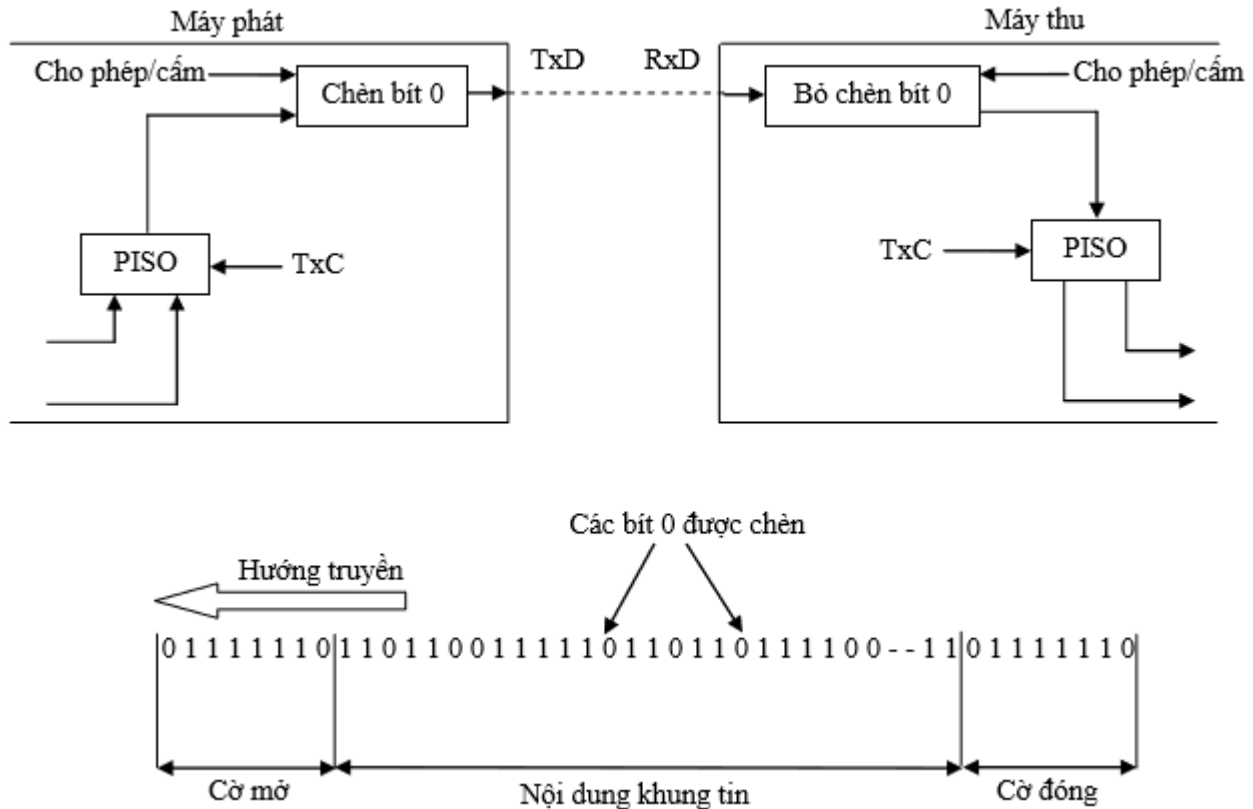 Máy phát
Máy thu
Cho phép/cấm
TxD
RxD
Cho phép/cấm
Chèn bít 0
Bỏ chèn bít 0
PISO
TxC
TxC
PISO
Các bít 0 được chèn
Hướng truyền
0 1 1 1 1 1 1 0 1 1 0 1 1 0 0 1 1 1 1 1 0 1 1 0 1 1 0 1 1 1 1 0 0 - - 1 1 0 1 1 1 1 1 1 0
Cờ mở
Nội dung khung tin
Cờ đóng